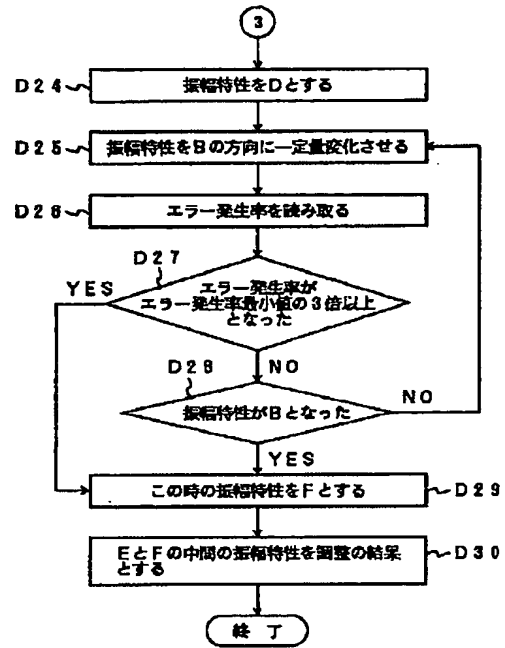 3
D24
振幅特性をDとする
D25
振幅特性をBの方向に一定量変化させる
D26
エラー発生率を読み取る
D27
YES
エラー発生率が
エラー発生率最小値の3倍以上
となった
NO
D28
振幅特性がBとなった
NO
YES
この時の振幅特性をFとする
D29
EとFの中間の振幅特性を調整の結果
とする
D30
終 了